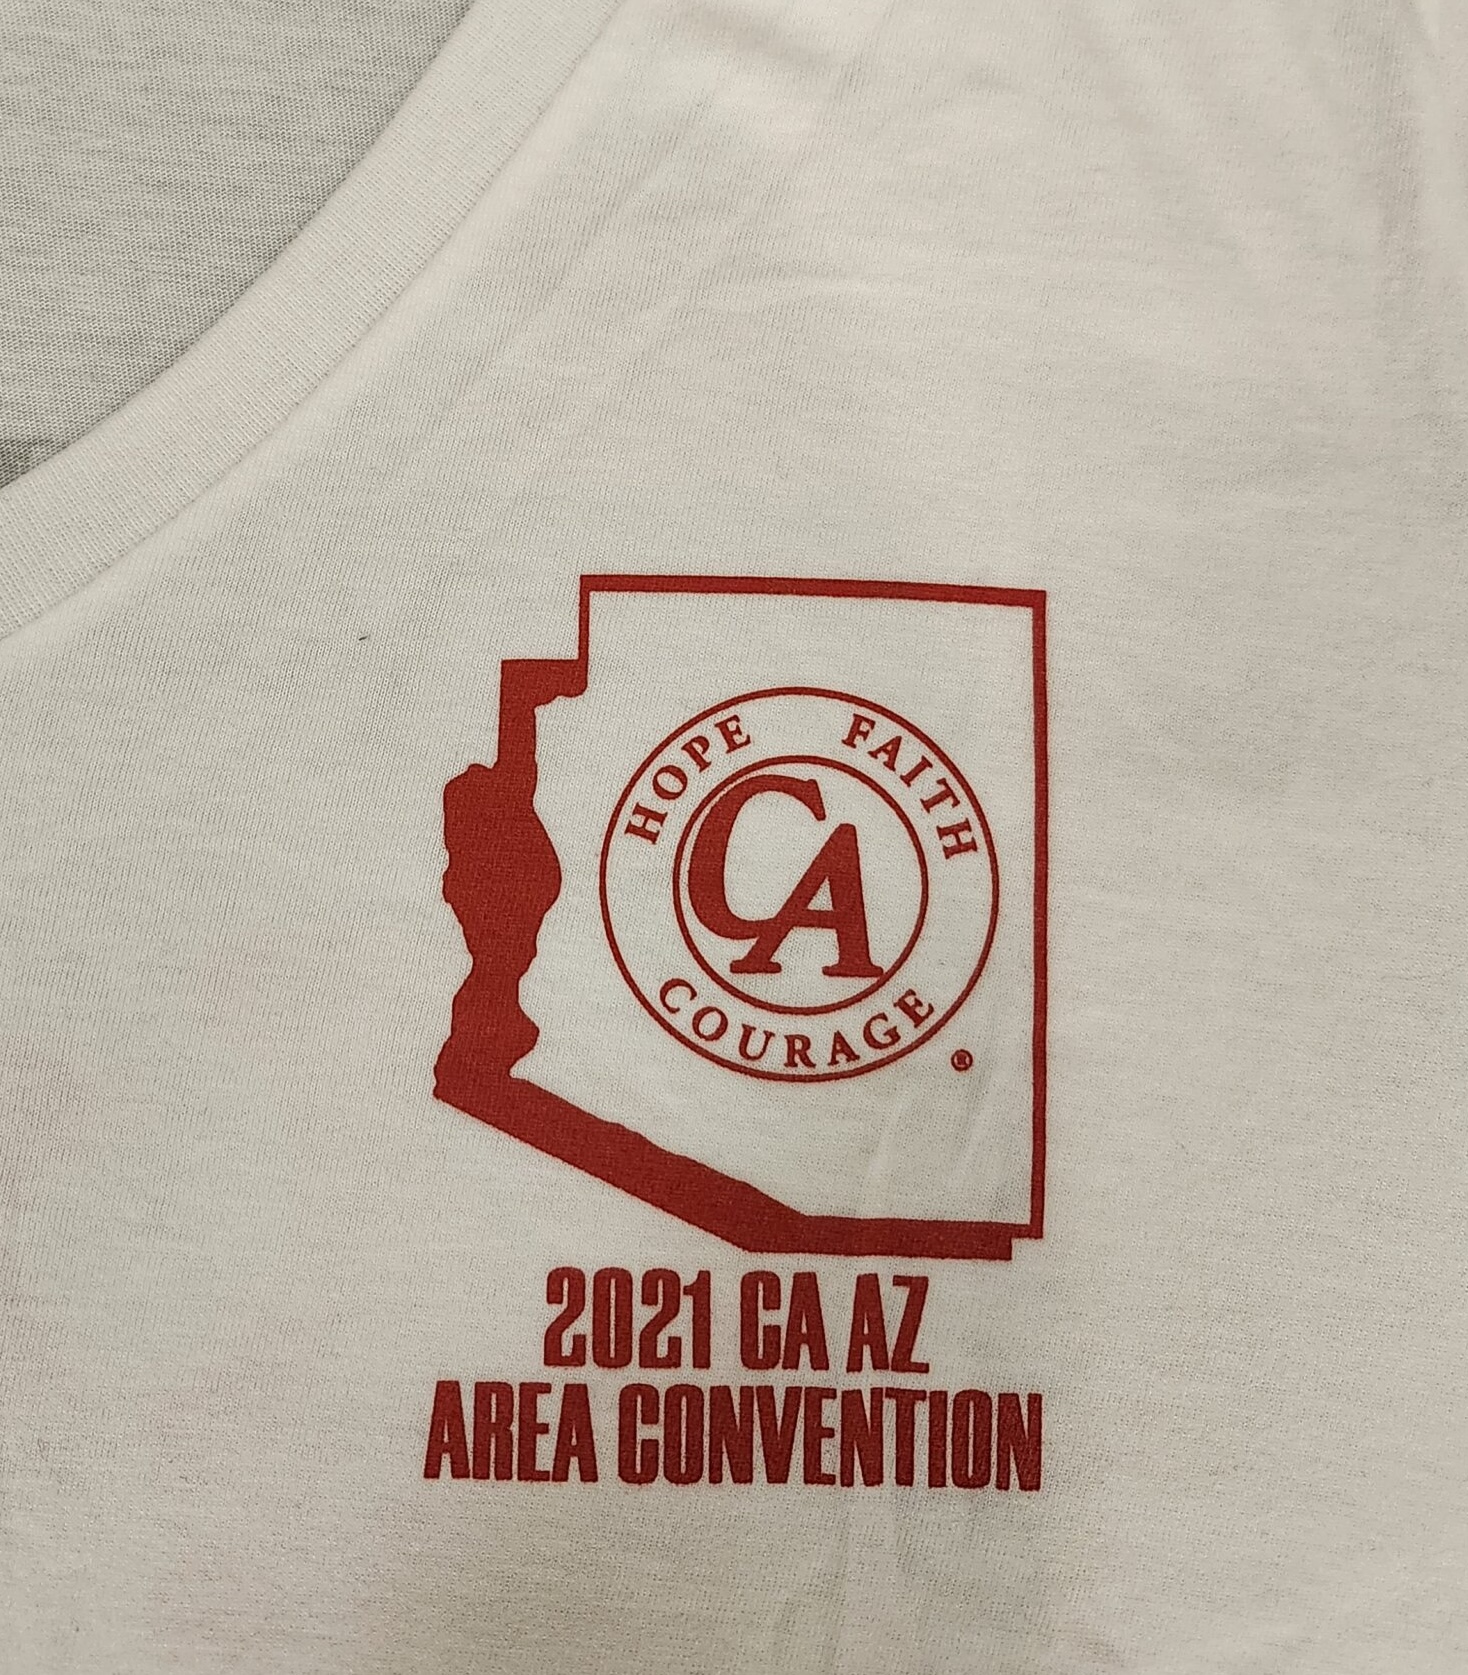 HOPE FAITH
CA
COURAGE
®
2021 CA AZ
AREA CONVENTION